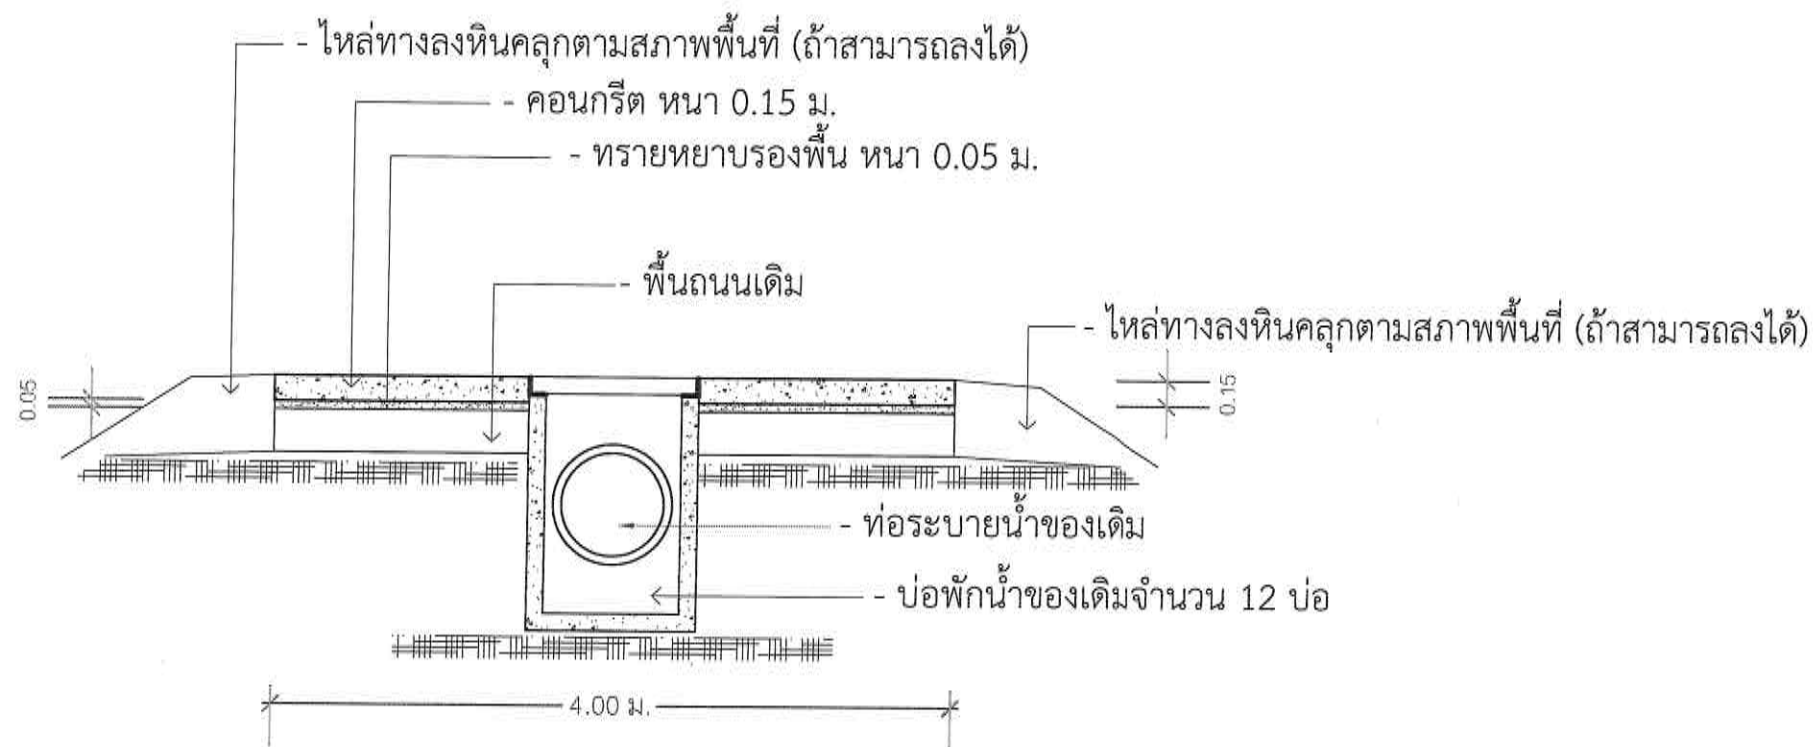 - ไหล่ทางลงหินคลุกตามสภาพพื้นที่ (ถ้าสามารถลงได้)
- คอนกรีต หนา 0.15 ม.
- ทรายหยาบรองพื้น หนา 0.05 ม.
- พื้นถนนเดิม
- ไหล่ทางลงหินคลุกตามสภาพพื้นที่ (ถ้าสามารถลงได้)
0.05
0.15
- ท่อระบายน้ำของเดิม
- บ่อพักน้ำของเดิมจำนวน 12 บ่อ
4.00 ม.